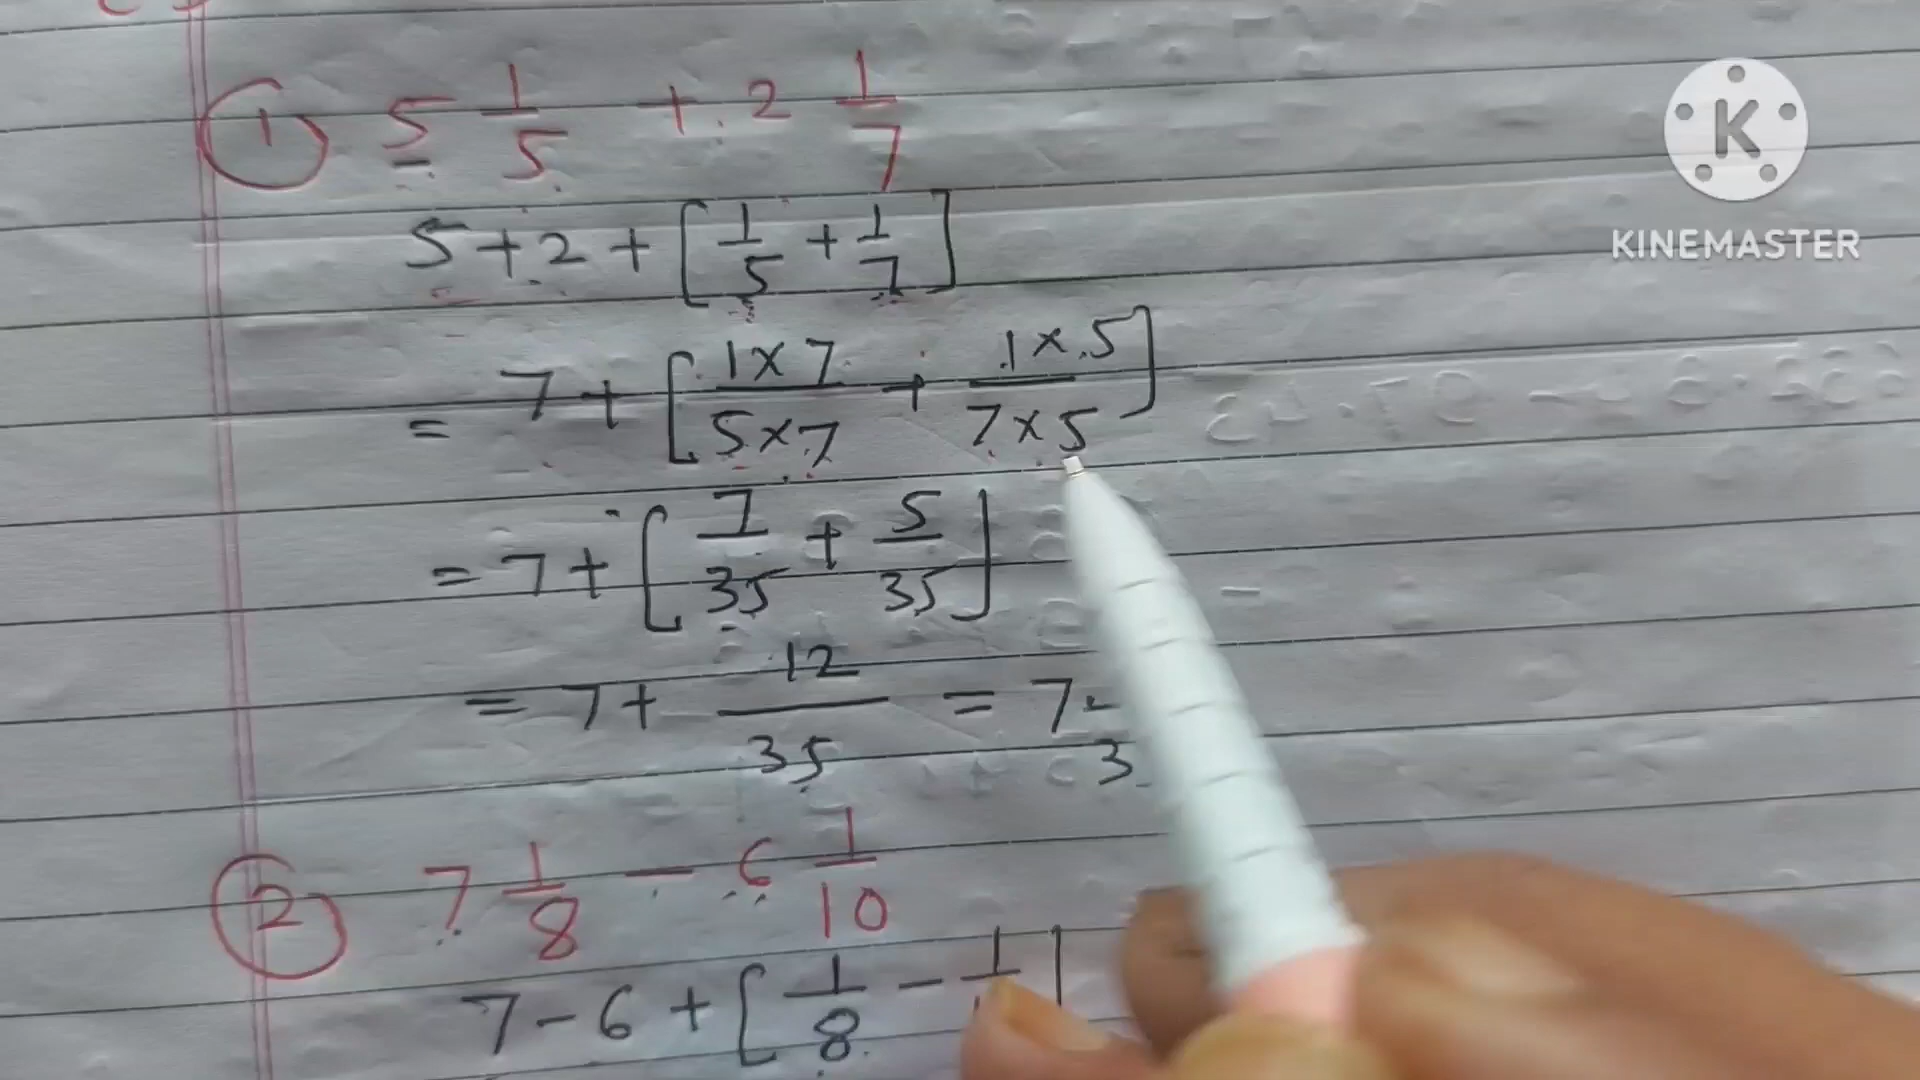 ① 5 1/5 + 2 1/7
5 + 2 + [1/5 + 1/7]
= 7 + [1×7/5×7 + 1×5/7×5]
= 7 + [7/35 + 5/35]
= 7 + 12/35 = 7
② 7 1/8 - 6 1/10
7 - 6 + [1/8 - 1
K
KINEMASTER